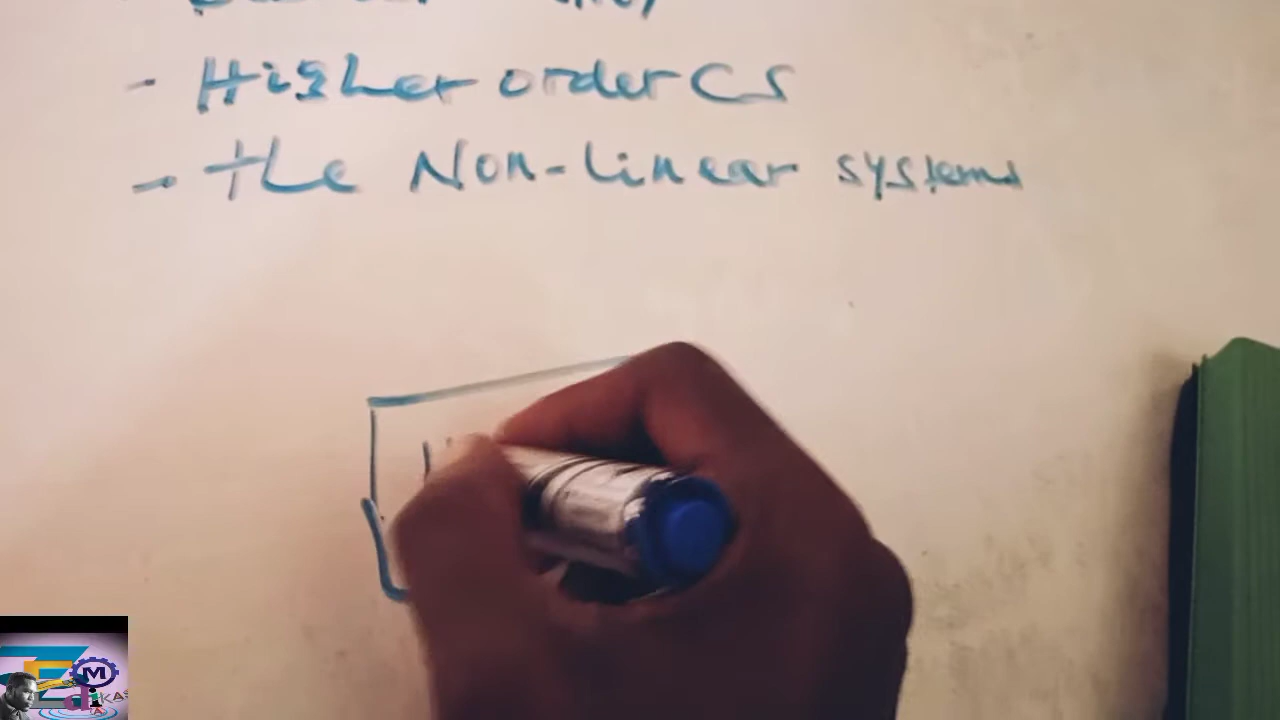 - Higher order CS
- the Non-linear systems